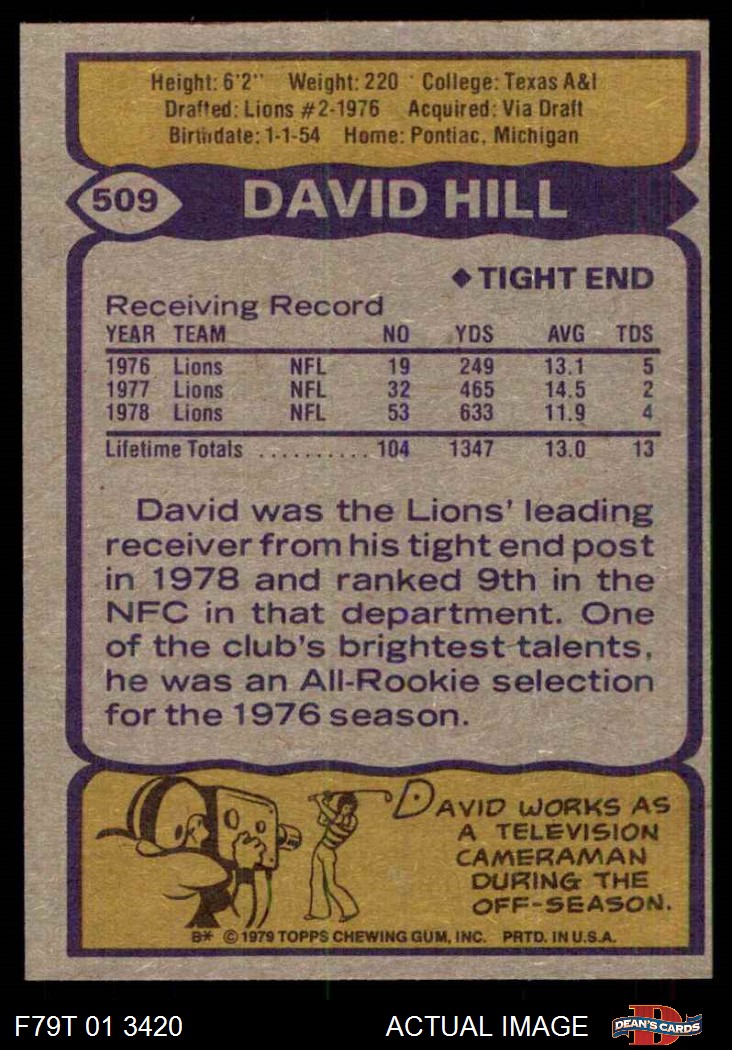 Height: 6'2" Weight: 220 College: Texas A&I
Drafted: Lions #2-1976 Acquired: Via Draft
Birthdate: 1-1-54 Home: Pontiac, Michigan
509 DAVID HILL
◆ TIGHT END
Receiving Record
YEAR TEAM NO YDS AVG TDS
1976 Lions NFL 19 249 13.1 5
1977 Lions NFL 32 465 14.5 2
1978 Lions NFL 53 633 11.9 4
Lifetime Totals .......... 104 1347 13.0 13
David was the Lions' leading
receiver from his tight end post
in 1978 and ranked 9th in the
NFC in that department. One
of the club's brightest talents,
he was an All-Rookie selection
for the 1976 season.
DAVID WORKS AS
A TELEVISION
CAMERAMAN
DURING THE
OFF-SEASON.
B* © 1979 TOPPS CHEWING GUM, INC. PRTD. IN U.S.A.
F79T 01 3420 ACTUAL IMAGE D DEAN'S CARDS